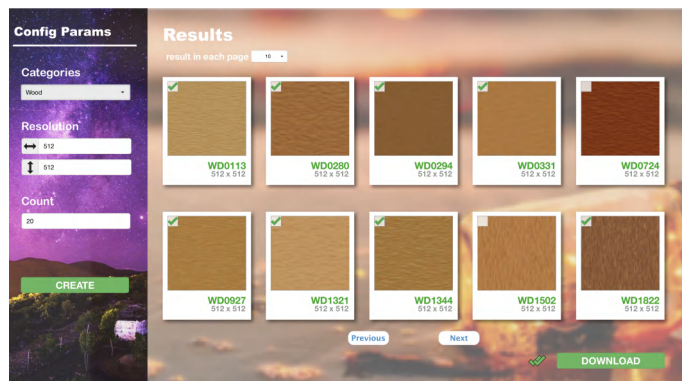 Config Params
Categories
Wood
Resolution
512
512
Count
20
CREATE
Results
result in each page 10
WD0113 WD0280 WD0294 WD0331 WD0724
512 x 512 512 x 512 512 x 512 512 x 512 512 x 512
WD0927 WD1321 WD1344 WD1502 WD1822
512 x 512 512 x 512 512 x 512 512 x 512 512 x 512
Previous Next
DOWNLOAD